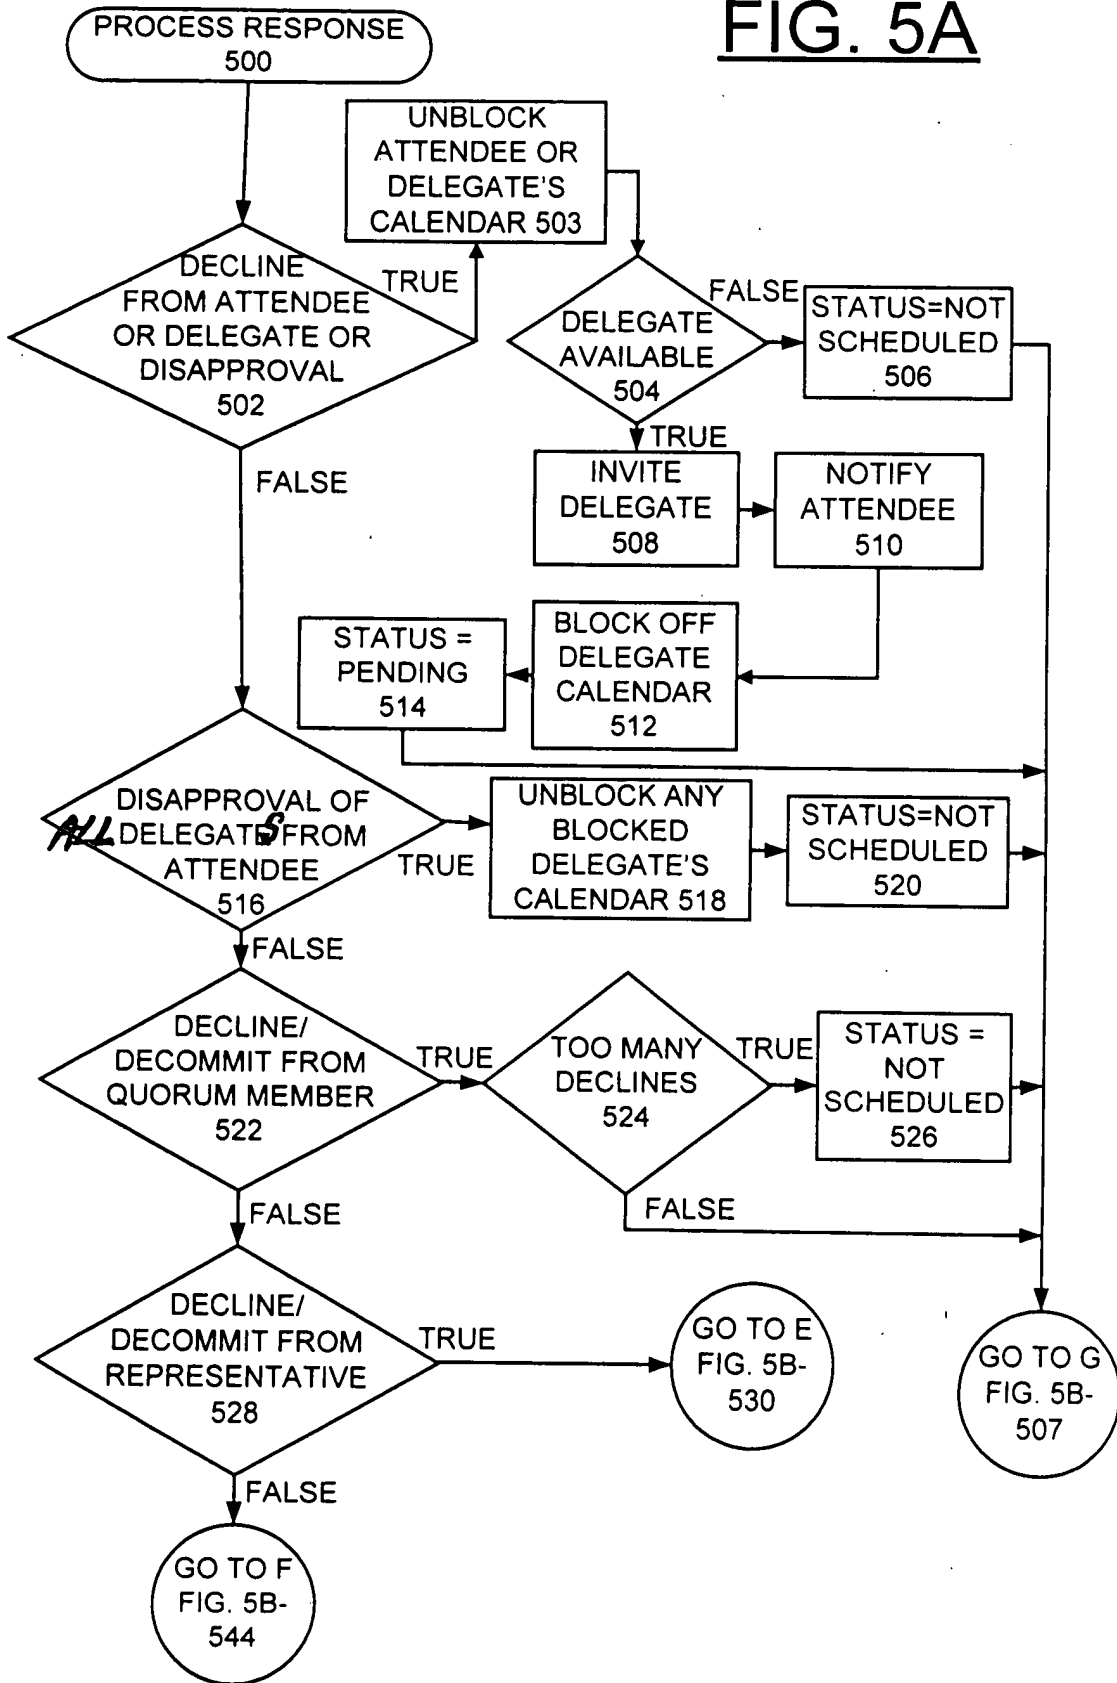 FIG. 5A
PROCESS RESPONSE
500
UNBLOCK
ATTENDEE OR
DELEGATE'S
CALENDAR 503
DECLINE
FROM ATTENDEE
OR DELEGATE OR
DISAPPROVAL
502
TRUE
FALSE
DELEGATE
AVAILABLE
504
FALSE
STATUS=NOT
SCHEDULED
506
TRUE
INVITE
DELEGATE
508
NOTIFY
ATTENDEE
510
BLOCK OFF
DELEGATE
CALENDAR
512
STATUS =
PENDING
514
DISAPPROVAL OF
ALL DELEGATES FROM
ATTENDEE
516
TRUE
UNBLOCK ANY
BLOCKED
DELEGATE'S
CALENDAR 518
STATUS=NOT
SCHEDULED
520
FALSE
DECLINE/
DECOMMIT FROM
QUORUM MEMBER
522
TRUE
TOO MANY
DECLINES
524
TRUE
STATUS =
NOT
SCHEDULED
526
FALSE
FALSE
DECLINE/
DECOMMIT FROM
REPRESENTATIVE
528
TRUE
GO TO E
FIG. 5B-
530
GO TO G
FIG. 5B-
507
FALSE
GO TO F
FIG. 5B-
544